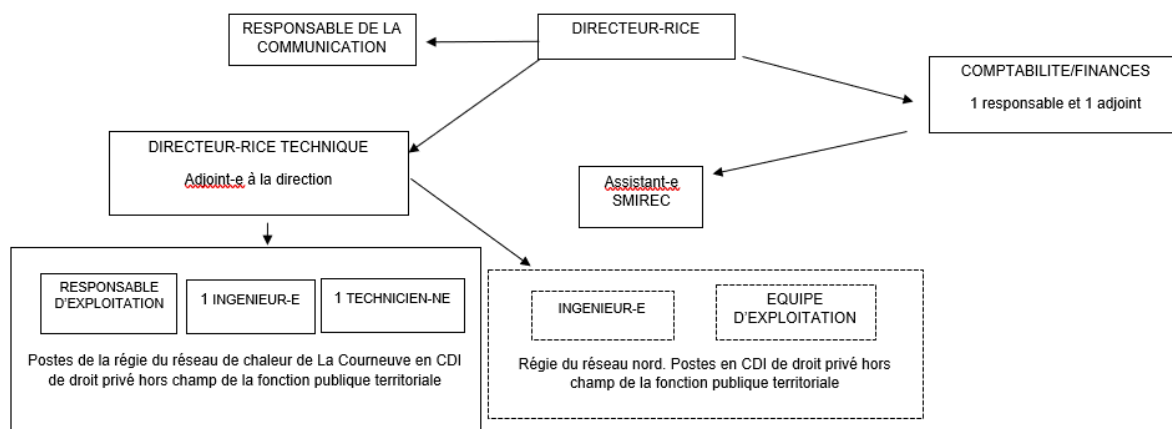 RESPONSABLE DE LA
COMMUNICATION
DIRECTEUR-RICE
COMPTABILITE/FINANCES
1 responsable et 1 adjoint
DIRECTEUR-RICE TECHNIQUE
Adjoint-e à la direction
Assistant-e
SMIREC
RESPONSABLE
D'EXPLOITATION
1 INGENIEUR-E
1 TECHNICIEN-NE
Postes de la régie du réseau de chaleur de La Courneuve en CDI
de droit privé hors champ de la fonction publique territoriale
INGENIEUR-E
EQUIPE
D'EXPLOITATION
Régie du réseau nord. Postes en CDI de droit privé hors
champ de la fonction publique territoriale